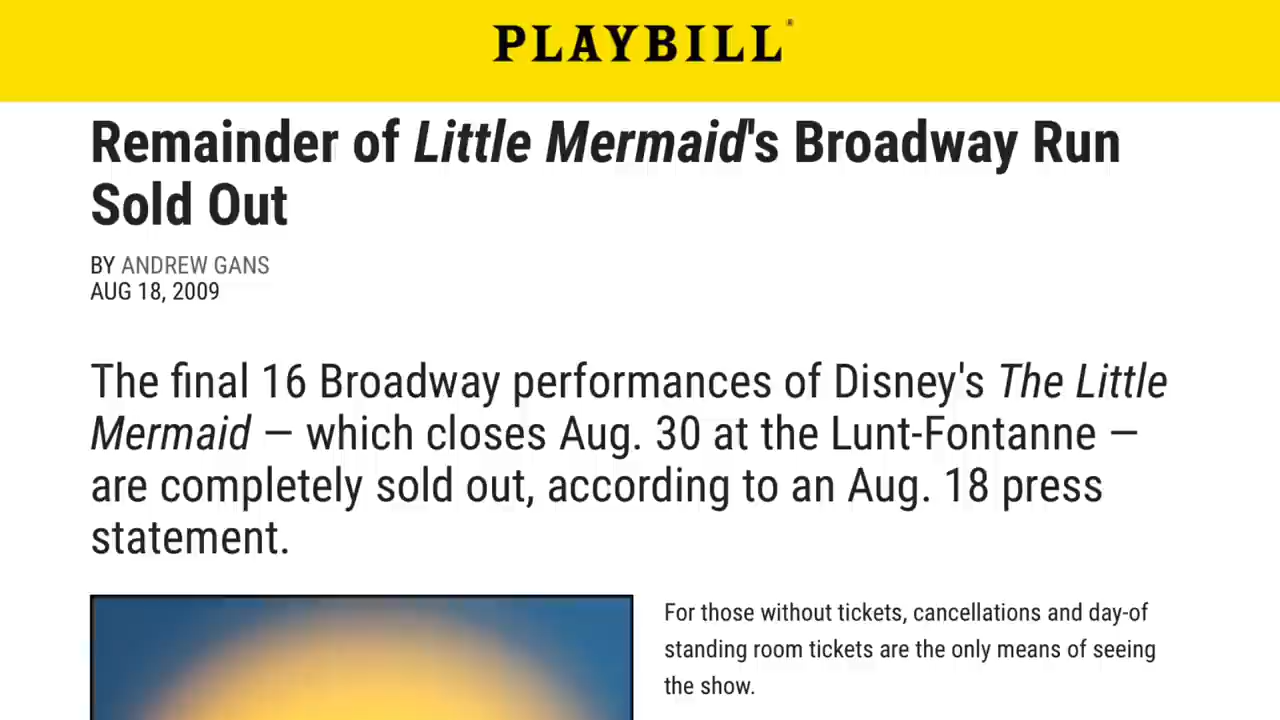 PLAYBILL®
Remainder of Little Mermaid's Broadway Run
Sold Out
BY ANDREW GANS
AUG 18, 2009
The final 16 Broadway performances of Disney's The Little
Mermaid — which closes Aug. 30 at the Lunt-Fontanne —
are completely sold out, according to an Aug. 18 press
statement.
For those without tickets, cancellations and day-of
standing room tickets are the only means of seeing
the show.